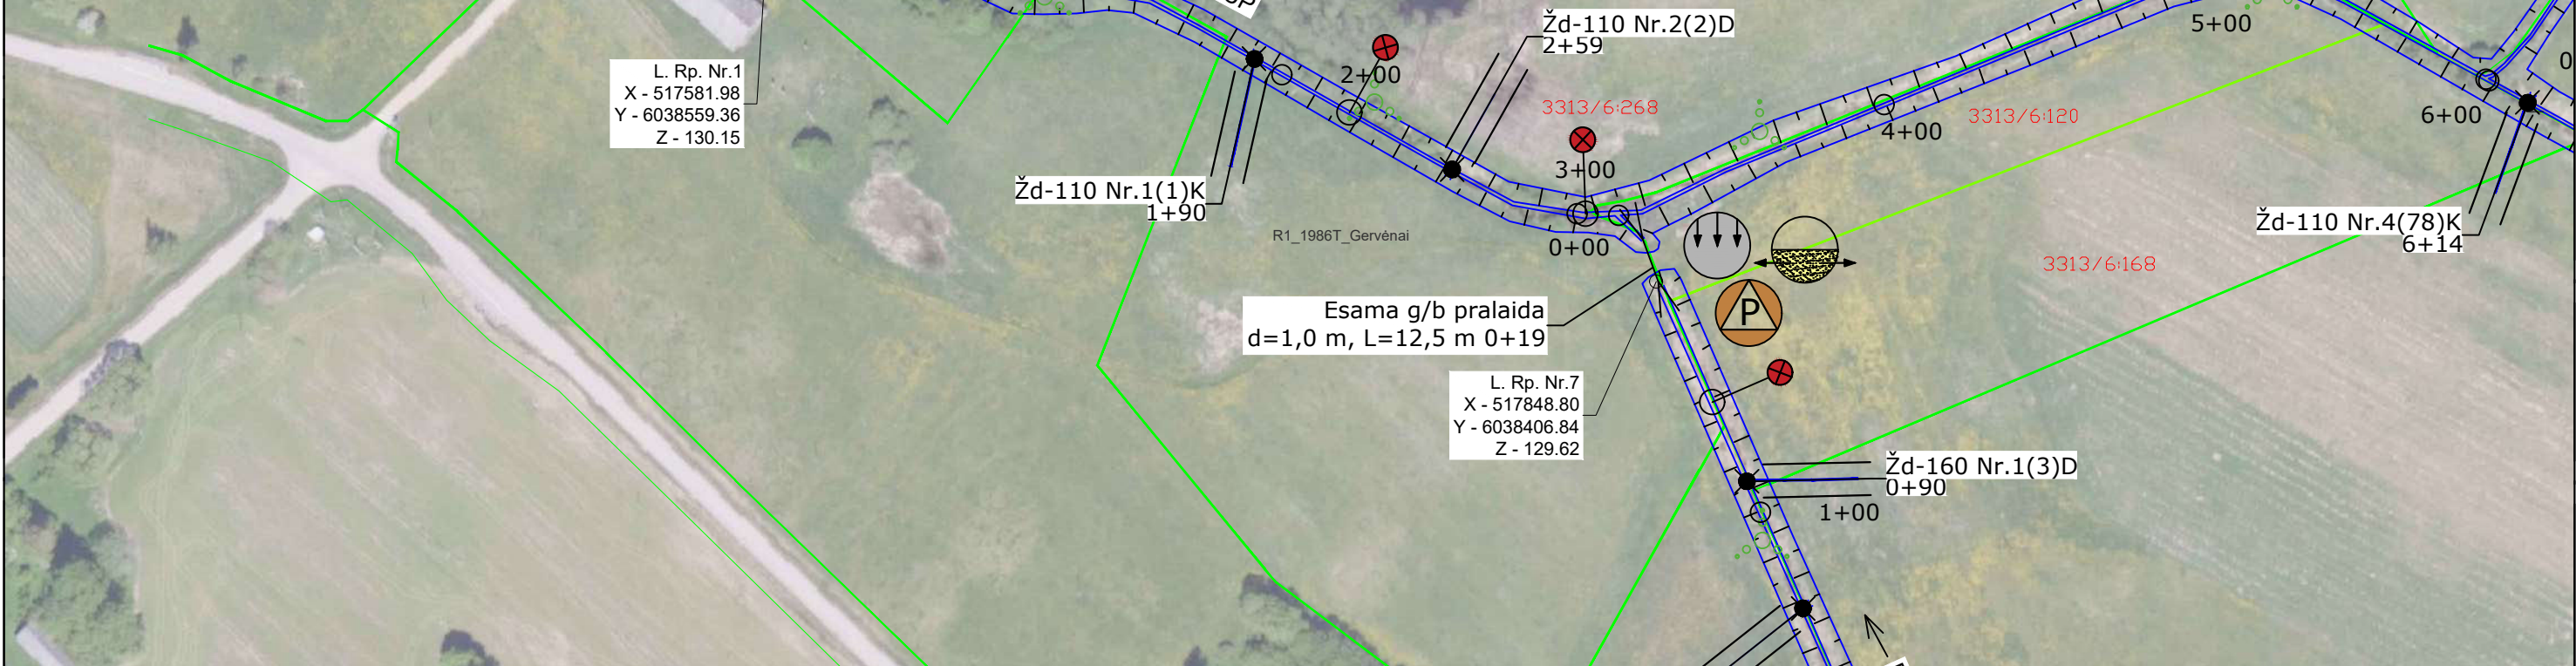 L. Rp. Nr.1
X - 517581.98
Y - 6038559.36
Z - 130.15
Žd-110 Nr.1(1)K
1+90
2+00
Žd-110 Nr.2(2)D
2+59
3313/6:268
3+00
0+00
R1_1986T_Gervėnai
4+00
3313/6:120
5+00
6+00
Žd-110 Nr.4(78)K
6+14
3313/6:168
Esama g/b pralaida
d=1,0 m, L=12,5 m 0+19
P
L. Rp. Nr.7
X - 517848.80
Y - 6038406.84
Z - 129.62
Žd-160 Nr.1(3)D
0+90
1+00